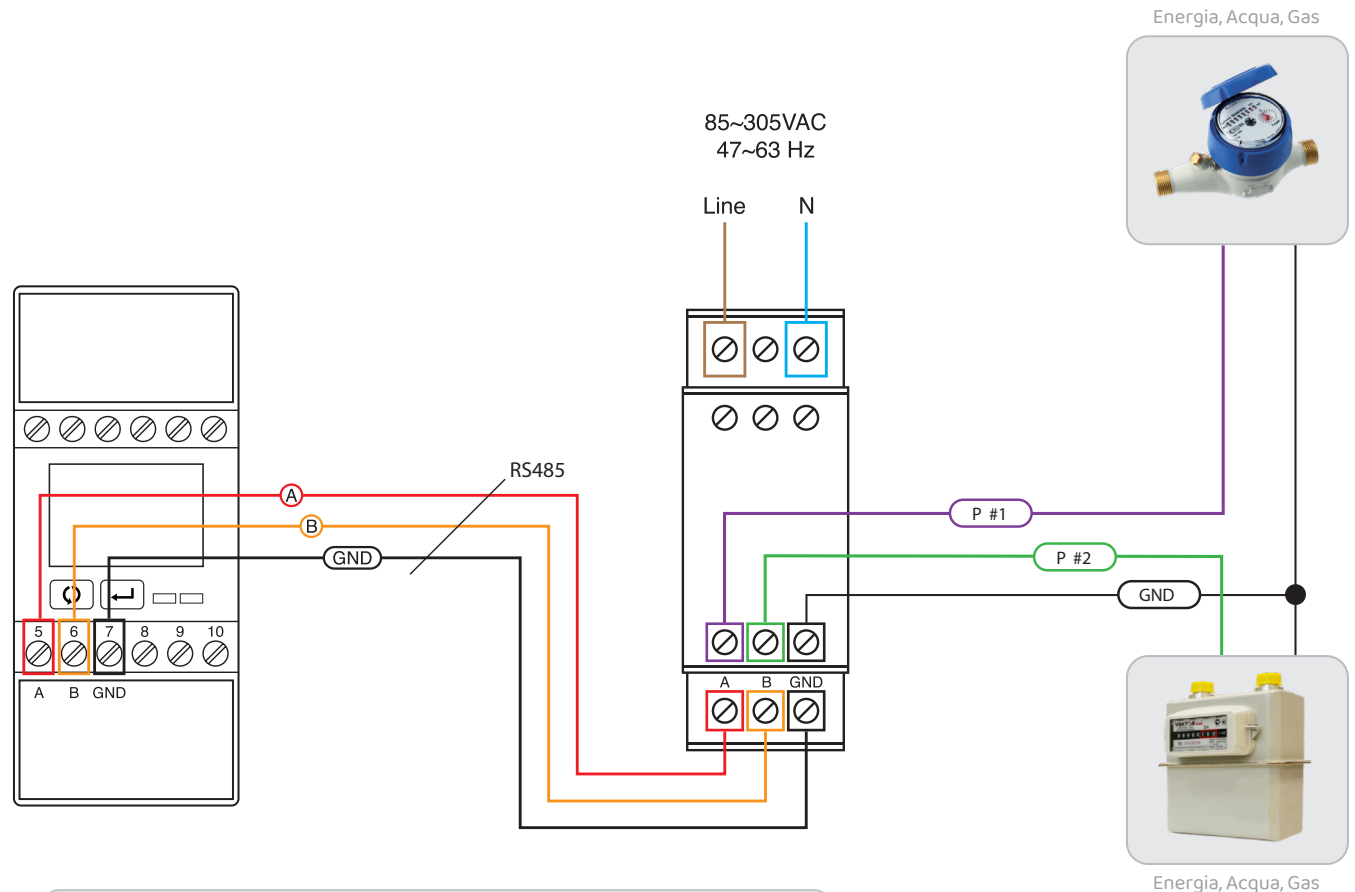 Energia, Acqua, Gas
85~305VAC
47~63 Hz
Line N
RS485
A
B
GND
P #1
P #2
GND
5 6 7 8 9 10
A B GND
A B GND
Energia, Acqua, Gas